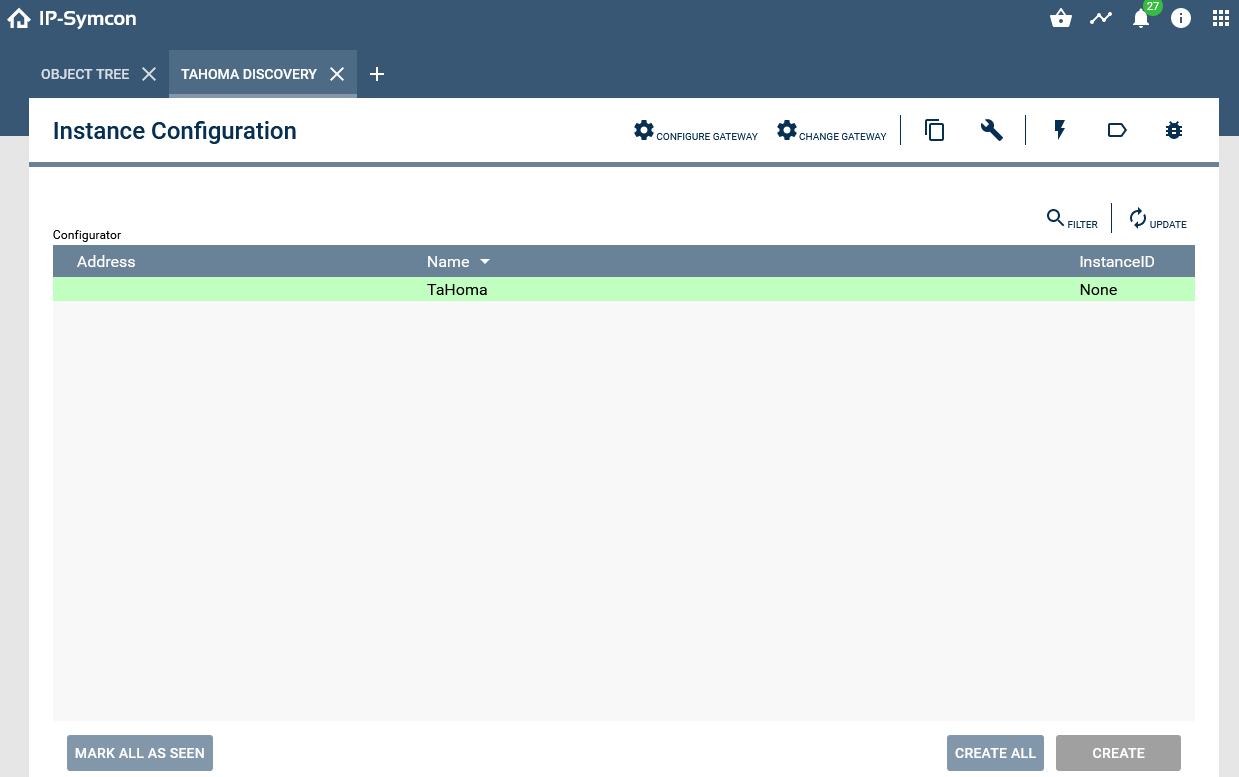 IP-Symcon
27
OBJECT TREE
TAHOMA DISCOVERY
Instance Configuration
CONFIGURE GATEWAY
CHANGE GATEWAY
FILTER
UPDATE
Configurator
Address Name InstanceID
TaHoma None
MARK ALL AS SEEN
CREATE ALL
CREATE